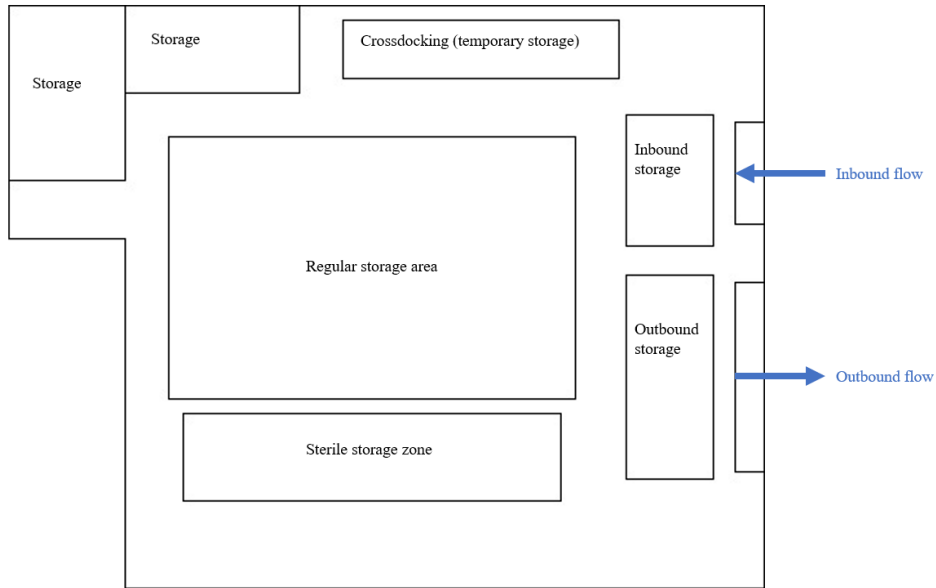 Storage
Storage
Crossdocking (temporary storage)
Inbound
storage
Inbound flow
Regular storage area
Outbound
storage
Outbound flow
Sterile storage zone